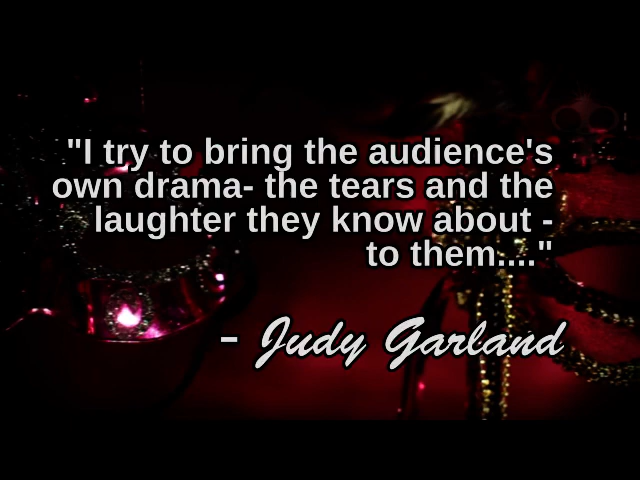 "I try to bring the audience's
own drama- the tears and the
laughter they know about -
to them...."
- Judy Garland